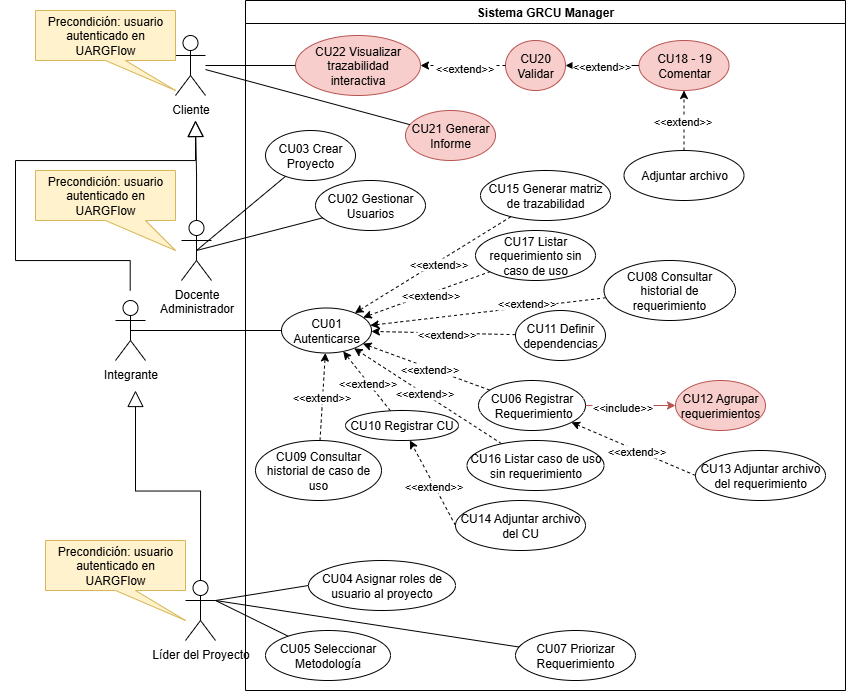 Sistema GRCU Manager
Precondición: usuario
autenticado en
UARGFlow
Cliente
CU22 Visualizar
trazabilidad
interactiva
<<extend>>
CU20
Validar
<<extend>>
CU18 - 19
Comentar
<<extend>>
CU21 Generar
Informe
CU03 Crear
Proyecto
Adjuntar archivo
Precondición: usuario
autenticado en
UARGFlow
CU02 Gestionar
Usuarios
CU15 Generar matriz
de trazabilidad
Docente
Administrador
<<extend>>
CU17 Listar
requerimiento sin
caso de uso
<<extend>>
CU08 Consultar
historial de
requerimiento
<<extend>>
Integrante
CU01
Autenticarse
<<extend>>
CU11 Definir
dependencias
<<extend>>
<<extend>>
<<extend>>
<<extend>>
CU06 Registrar
Requerimiento
<<include>>
CU12 Agrupar
requerimientos
CU10 Registrar CU
CU09 Consultar
historial de caso de
uso
CU16 Listar caso de uso
sin requerimiento
<<extend>>
CU13 Adjuntar archivo
del requerimiento
<<extend>>
CU14 Adjuntar archivo
del CU
Precondición: usuario
autenticado en
UARGFlow
Líder del Proyecto
CU04 Asignar roles de
usuario al proyecto
CU05 Seleccionar
Metodología
CU07 Priorizar
Requerimiento